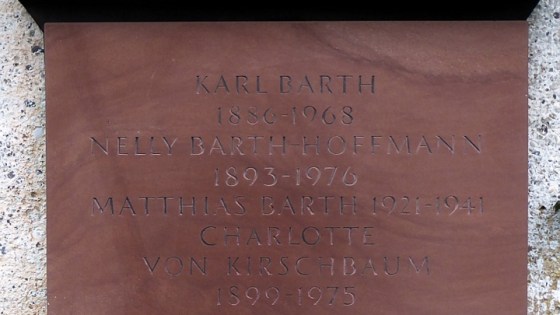 KARL BARTH
1886-1968
NELLY BARTH-HOFFMANN
1893-1976
MATTHIAS BARTH 1921-1941
CHARLOTTE
VON KIRSCHBAUM
1899-1975